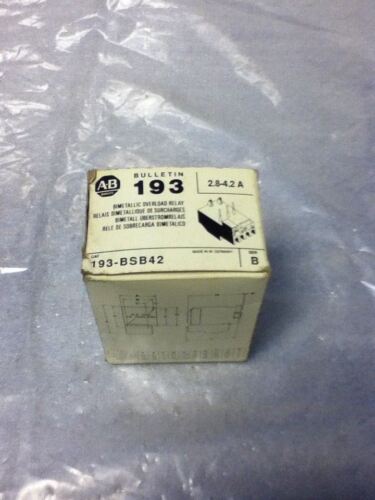 A-B
BULLETIN
193
2.8-4.2 A
BIMETALLIC OVERLOAD RELAY
RELAIS BIMETALLIQUE DE SURCHARGES
BIMETALL ÜBERSTROMRELAIS
RELE DE SOBRECARGA BIMETALICO
CAT
193-BSB42
MADE IN W. GERMANY
SER
B